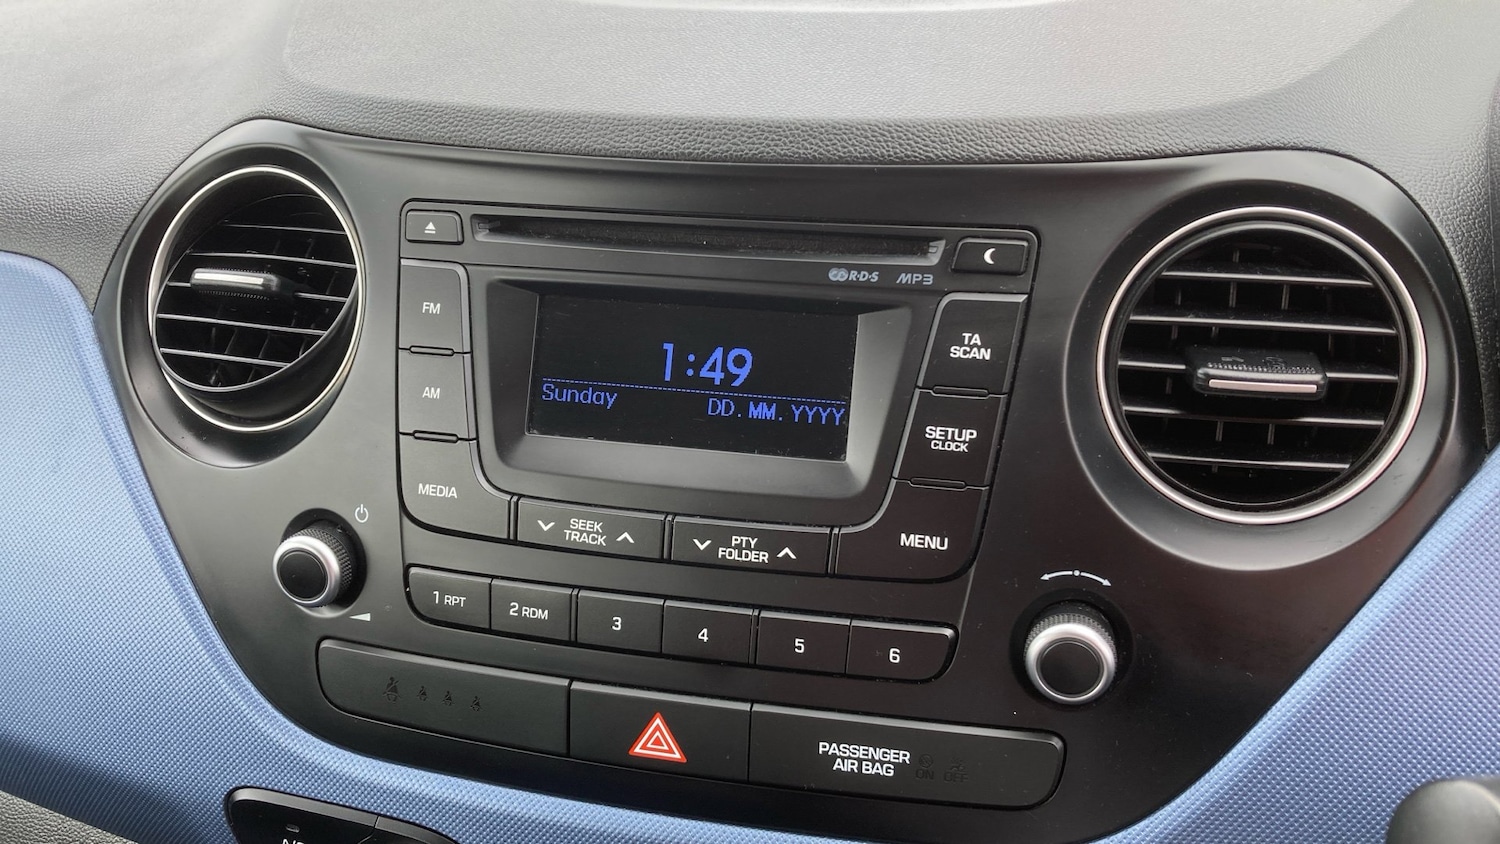 R·D·S MP3
FM
AM
MEDIA
1:49
Sunday DD. MM. YYYY
TA
SCAN
SETUP
CLOCK
SEEK
TRACK
PTY
FOLDER
MENU
1 RPT
2 RDM
3
4
5
6
PASSENGER
AIR BAG
ON OFF